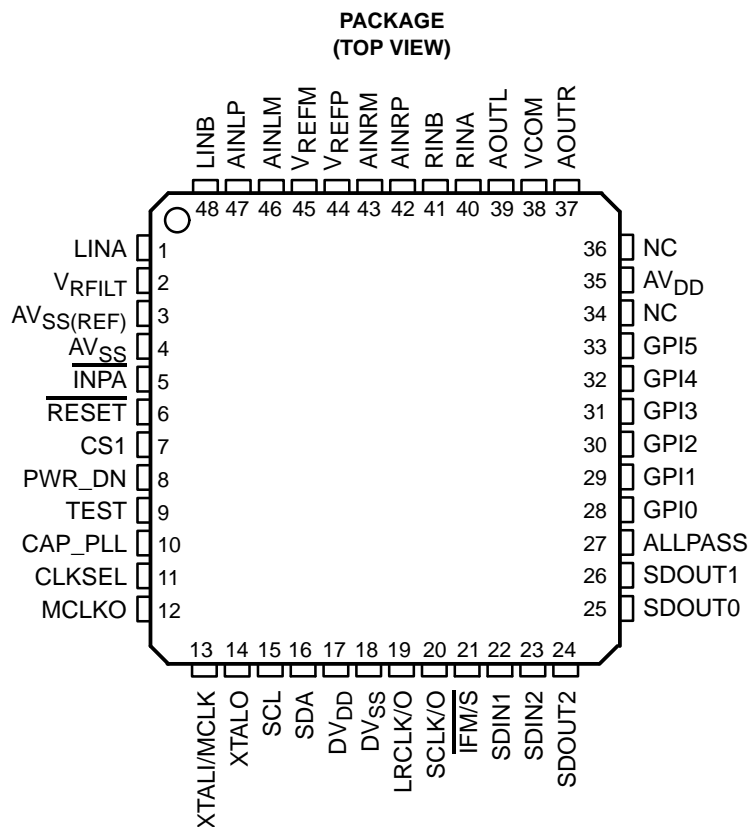 PACKAGE
(TOP VIEW)
LINB
AINLP
AINLM
VREFM
VREFP
AINRM
AINRP
RINB
RINA
AOUTL
VCOM
AOUTR
48 47 46 45 44 43 42 41 40 39 38 37
LINA 1
VRFILT 2
AVSS(REF) 3
AVSS 4
INPA 5
RESET 6
CS1 7
PWR_DN 8
TEST 9
CAP_PLL 10
CLKSEL 11
MCLKO 12
36 NC
35 AVDD
34 NC
33 GPI5
32 GPI4
31 GPI3
30 GPI2
29 GPI1
28 GPI0
27 ALLPASS
26 SDOUT1
25 SDOUT0
13 14 15 16 17 18 19 20 21 22 23 24
XTALI/MCLK
XTALO
SCL
SDA
DVDD
DVSS
LRCLK/O
SCLK/O
IFM/S
SDIN1
SDIN2
SDOUT2